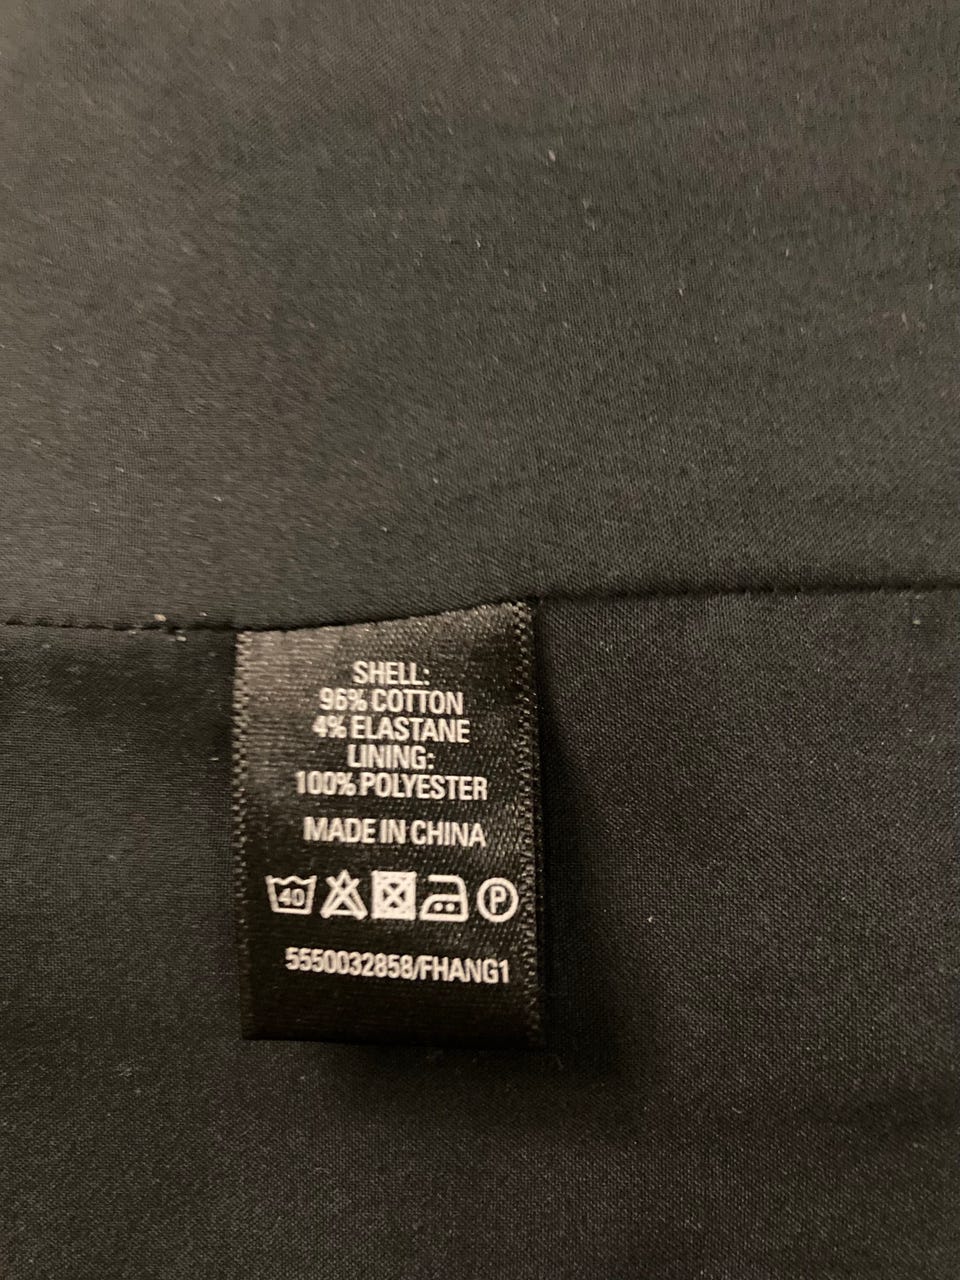 SHELL:
96% COTTON
4% ELASTANE
LINING:
100% POLYESTER
MADE IN CHINA
40 P
5550032858/FHANG1